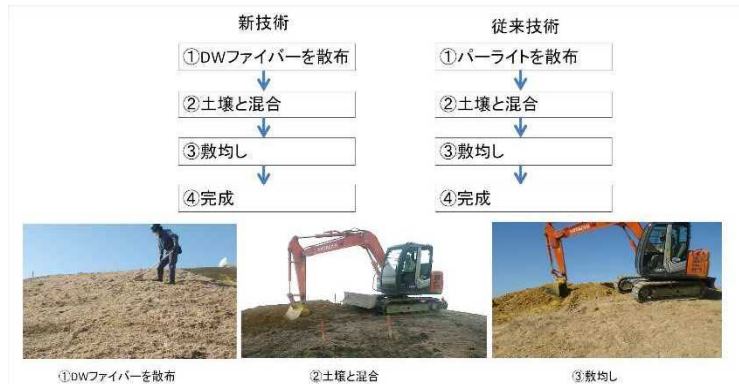 新技術
①DWファイバーを散布
②土壌と混合
③敷均し
④完成
従来技術
①パーライトを散布
②土壌と混合
③敷均し
④完成
HITACHI
HITACHI
①DWファイバーを散布
②土壌と混合
③敷均し